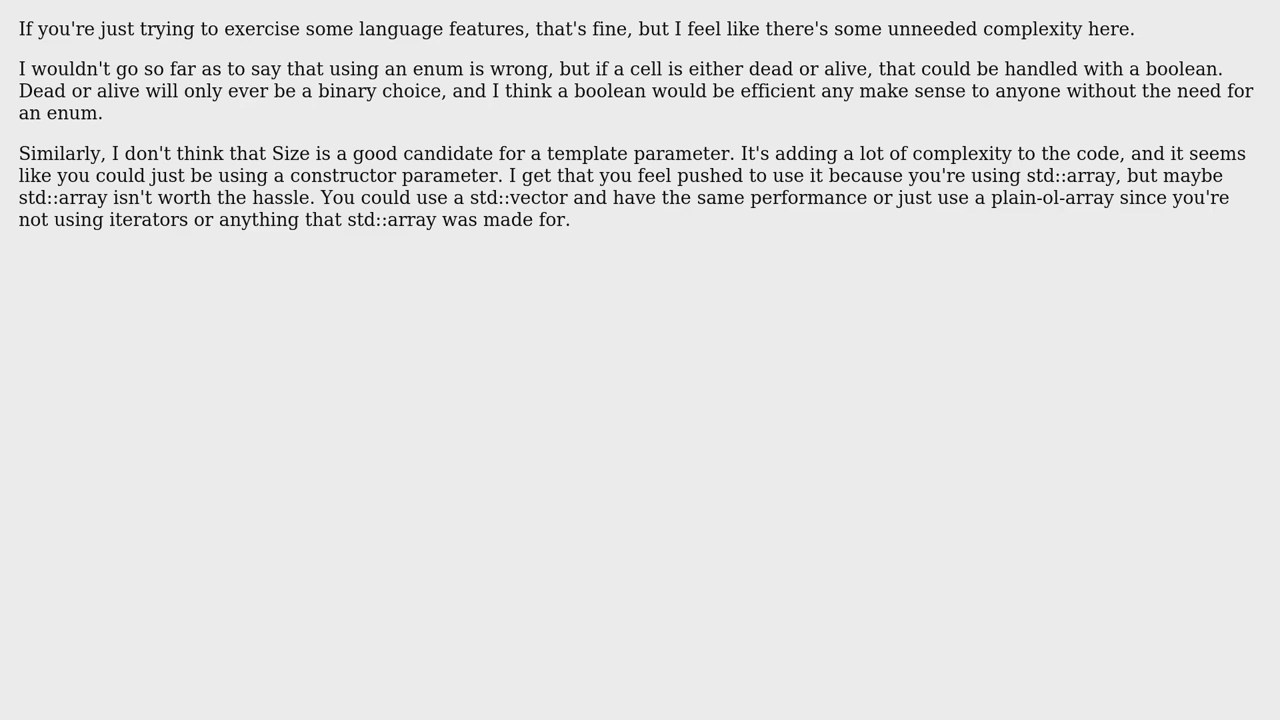 If you're just trying to exercise some language features, that's fine, but I feel like there's some unneeded complexity here.
I wouldn't go so far as to say that using an enum is wrong, but if a cell is either dead or alive, that could be handled with a boolean.
Dead or alive will only ever be a binary choice, and I think a boolean would be efficient any make sense to anyone without the need for
an enum.
Similarly, I don't think that Size is a good candidate for a template parameter. It's adding a lot of complexity to the code, and it seems
like you could just be using a constructor parameter. I get that you feel pushed to use it because you're using std::array, but maybe
std::array isn't worth the hassle. You could use a std::vector and have the same performance or just use a plain-ol-array since you're
not using iterators or anything that std::array was made for.